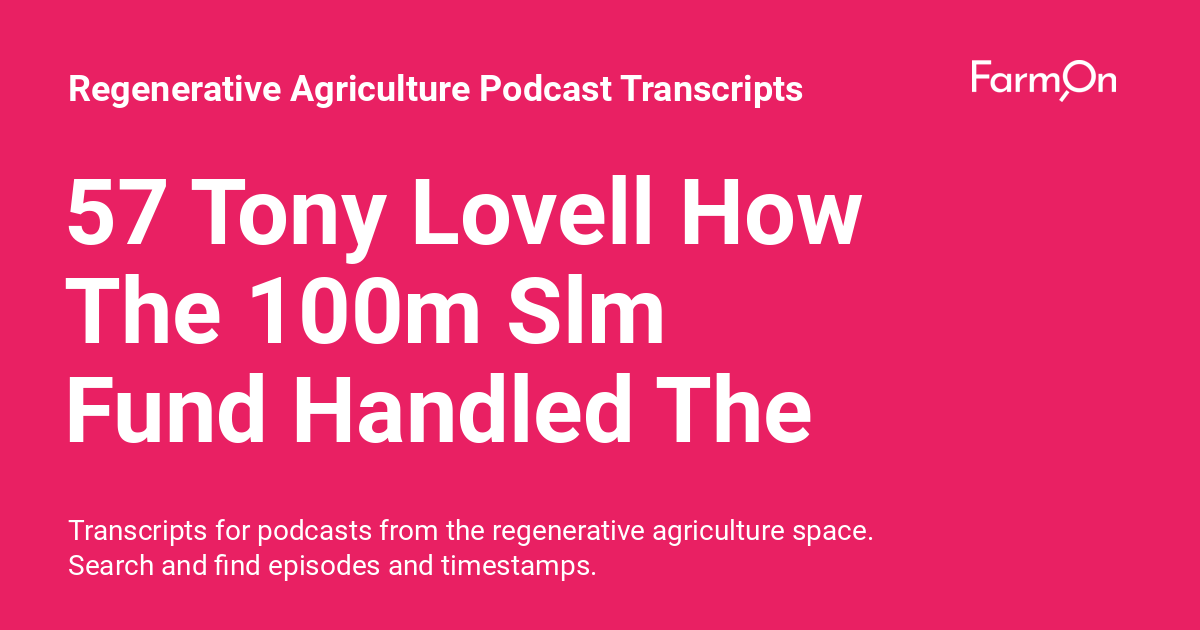 Regenerative Agriculture Podcast Transcripts
FarmOn
57 Tony Lovell How
The 100m Slm
Fund Handled The
Transcripts for podcasts from the regenerative agriculture space.
Search and find episodes and timestamps.